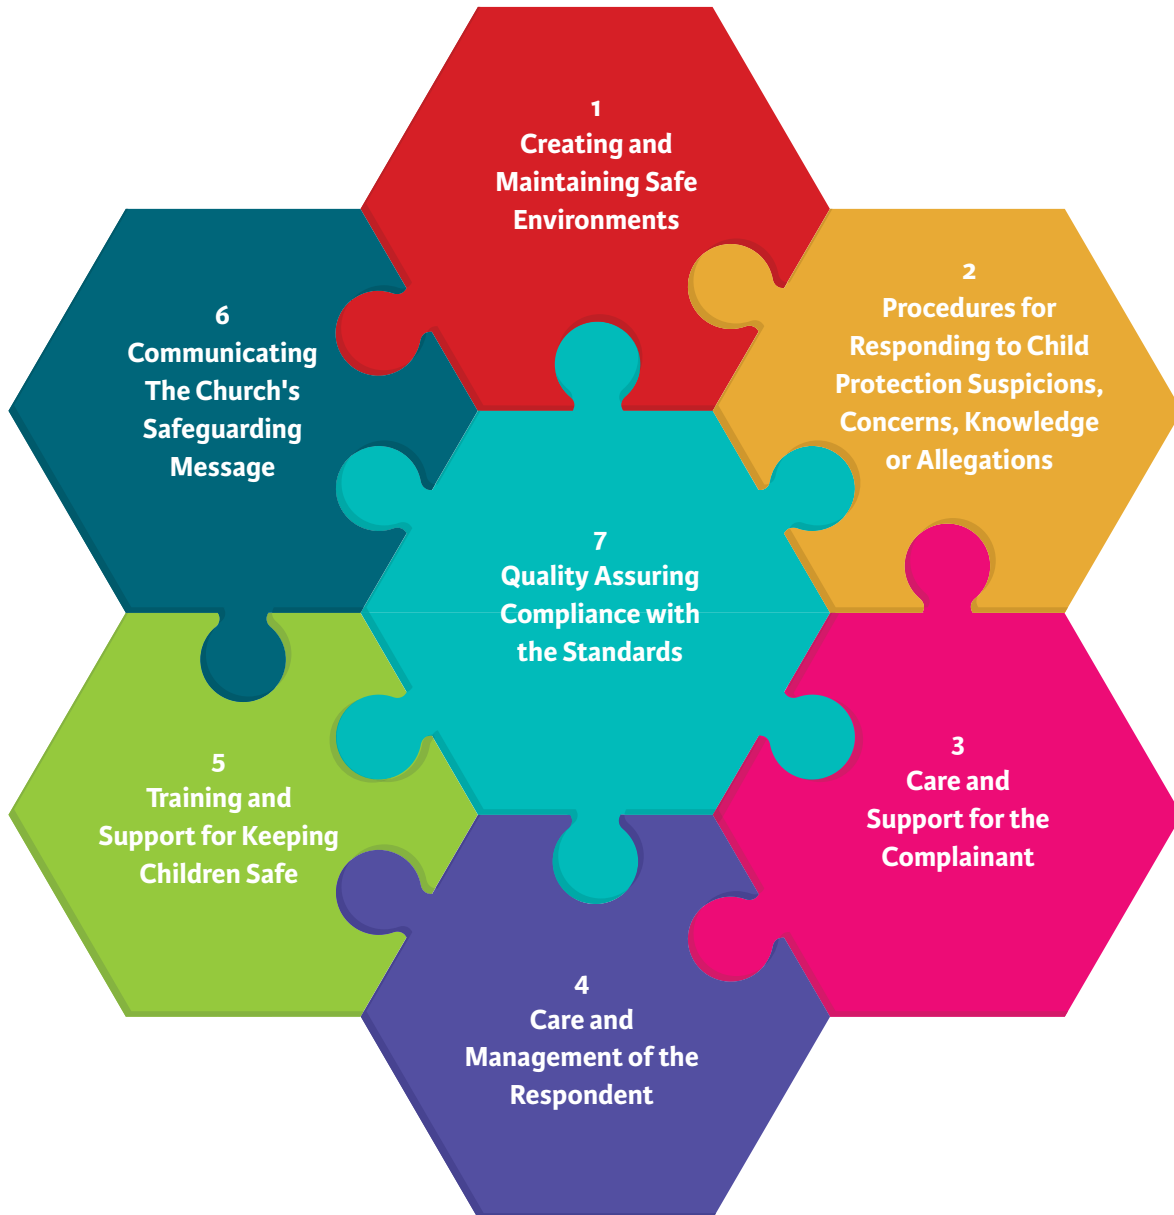 1
Creating and
Maintaining Safe
Environments
2
Procedures for
Responding to Child
Protection Suspicions,
Concerns, Knowledge
or Allegations
3
Care and
Support for the
Complainant
4
Care and
Management of the
Respondent
5
Training and
Support for Keeping
Children Safe
6
Communicating
The Church's
Safeguarding
Message
7
Quality Assuring
Compliance with
the Standards